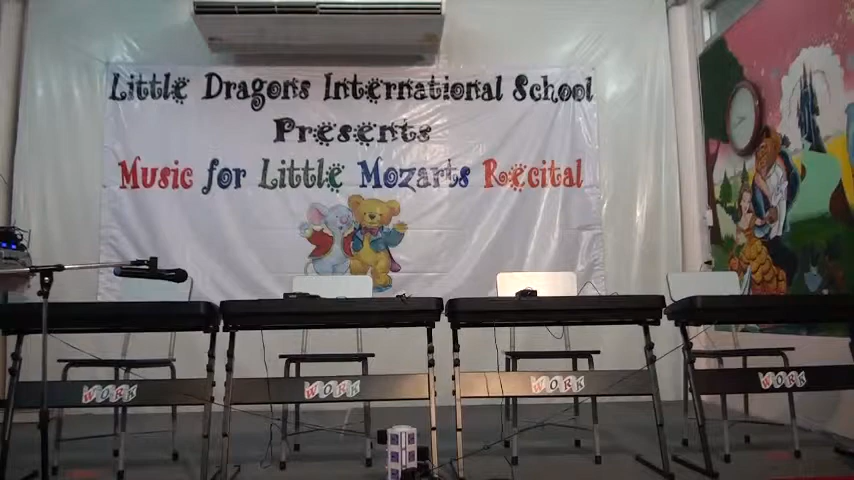 Little Dragons International School
Presents
Music for Little Mozarts Recital
WORK
WORK
WORK
WORK